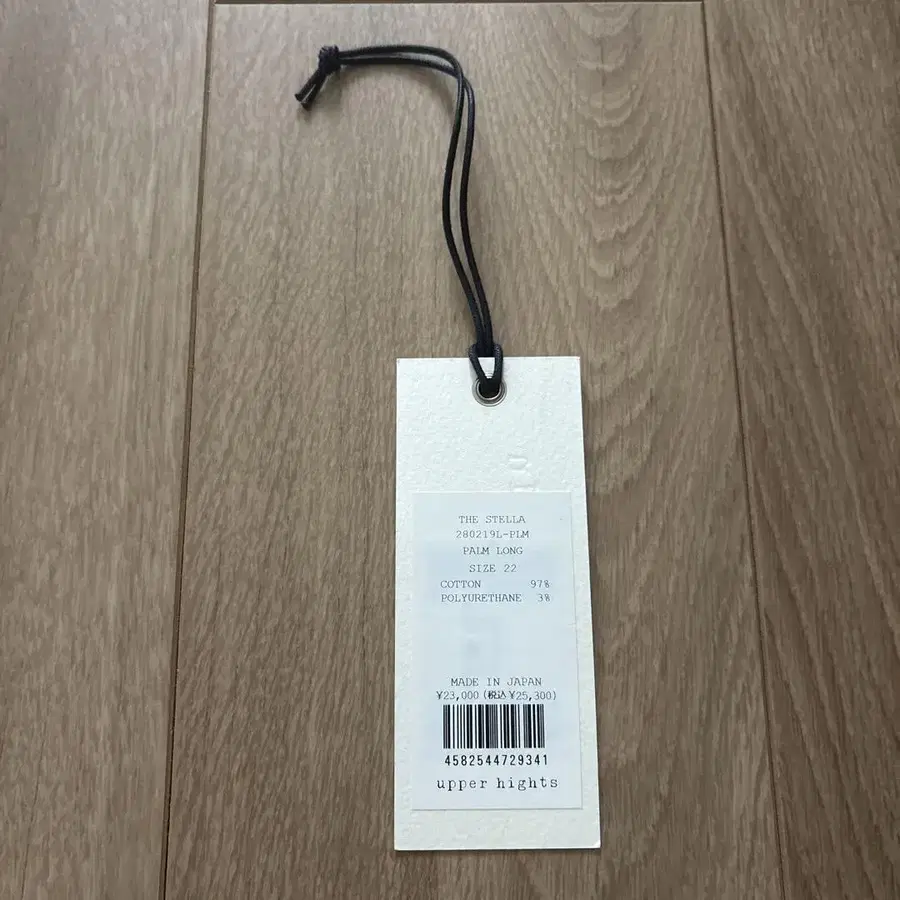 THE STELLA
280219L-PLM
PALM LONG
SIZE 22
COTTON 97%
POLYURETHANE 3%
MADE IN JAPAN
¥23,000 (税込¥25,300)
4582544729341
upper hights